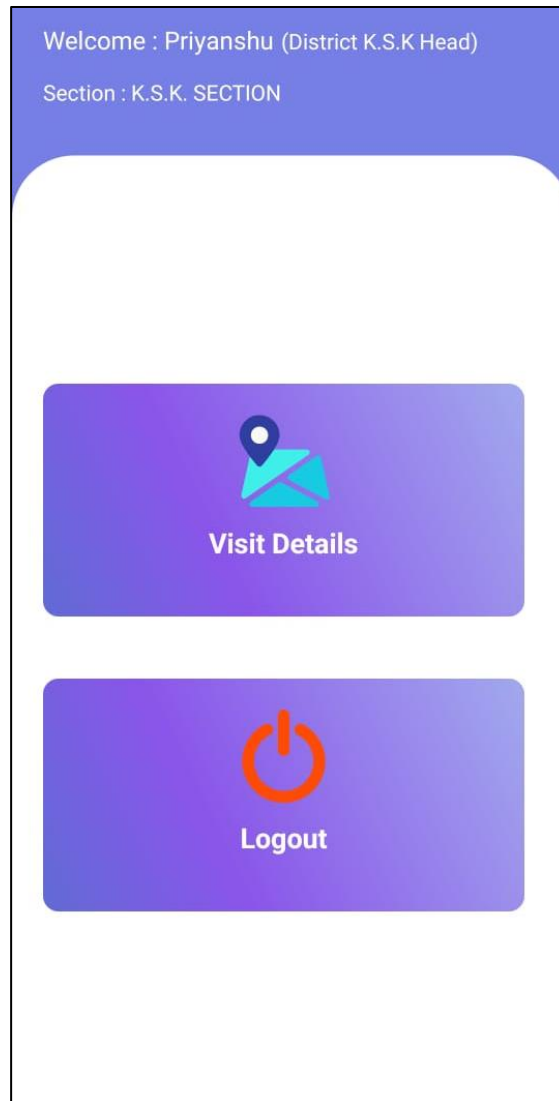 Welcome : Priyanshu (District K.S.K Head)
Section : K.S.K. SECTION
Visit Details
Logout